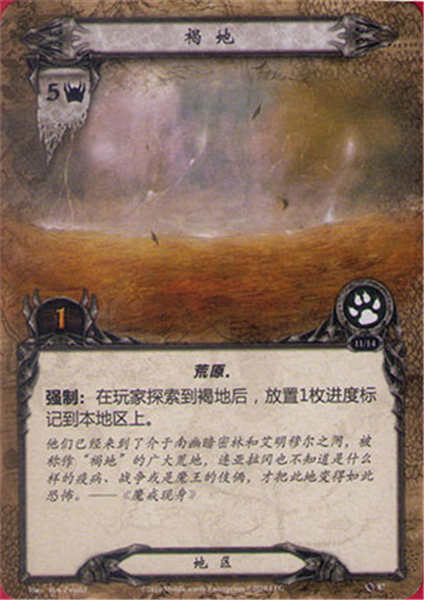 褐地
5
1
11/14
荒原。
强制：在玩家探索到褐地后，放置1枚进度标
记到本地区上。
他们已经来到了介于南幽暗密林和艾明穆尔之间，被
称作“褐地”的广大荒地，连亚拉冈也不知道是什么
样的疫病、战争或是魔王的伎俩，才把此地变得如此
恐怖。——《魔戒现身》
地区